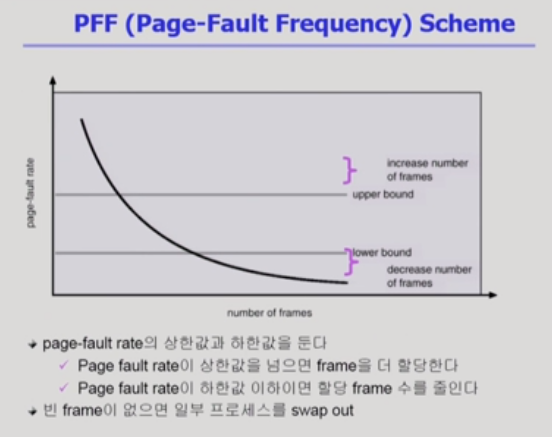 PFF (Page-Fault Frequency) Scheme
page-fault rate
increase number
of frames
upper bound
lower bound
decrease number
of frames
number of frames
page-fault rate의 상한값과 하한값을 둔다
✓ Page fault rate이 상한값을 넘으면 frame을 더 할당한다
✓ Page fault rate이 하한값 이하이면 할당 frame 수를 줄인다
빈 frame이 없으면 일부 프로세스를 swap out